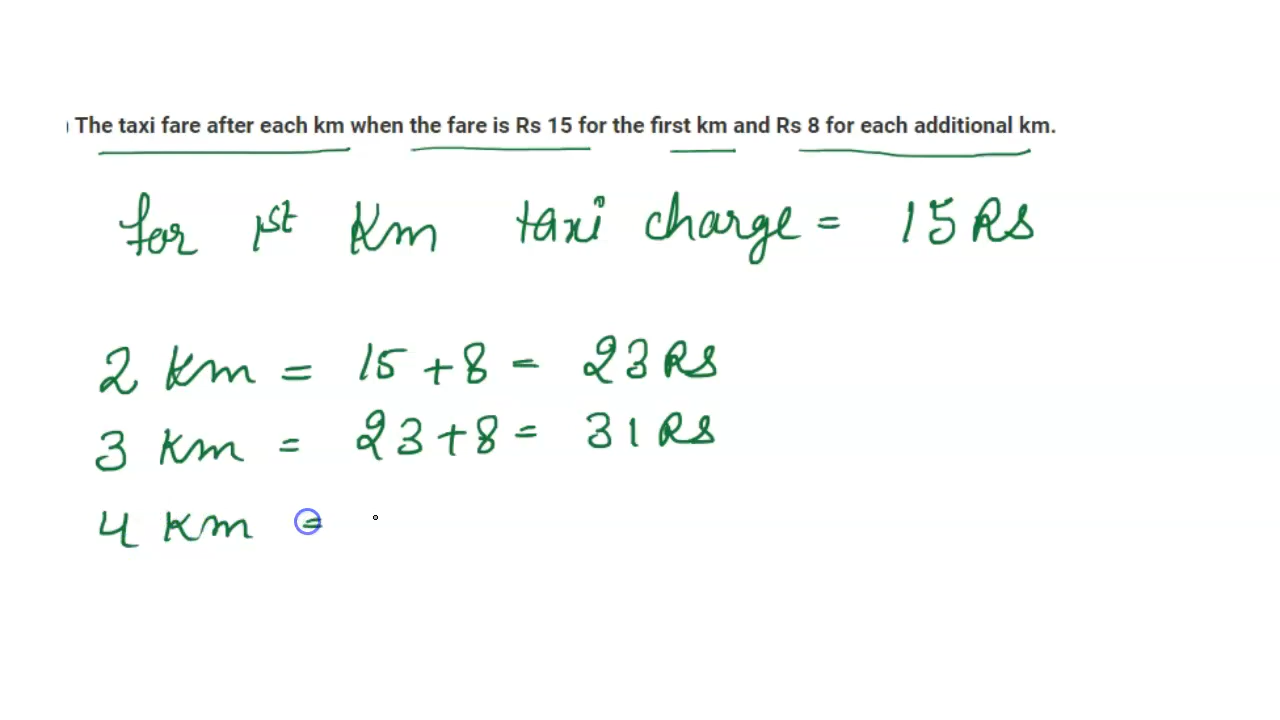 ) The taxi fare after each km when the fare is Rs 15 for the first km and Rs 8 for each additional km.
for 1st Km taxi charge = 15 Rs
2 Km = 15 + 8 = 23 Rs
3 Km = 23 + 8 = 31 Rs
4 Km =